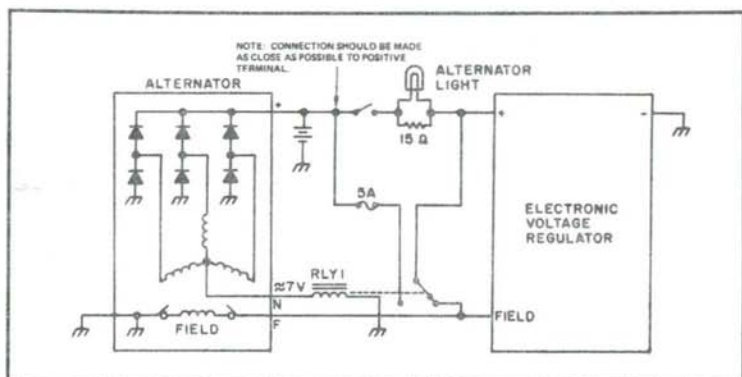 NOTE: CONNECTION SHOULD BE MADE
AS CLOSE AS POSSIBLE TO POSITIVE
TERMINAL.
ALTERNATOR
ALTERNATOR
LIGHT
+
15 Ω
+
-
5A
ELECTRONIC
VOLTAGE
REGULATOR
≈7V
RLY1
N
FIELD
F
FIELD